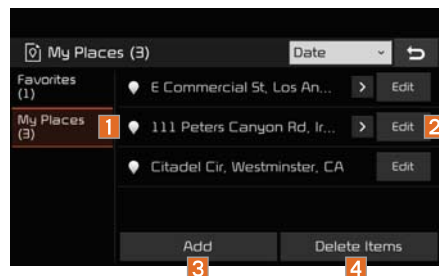 My Places (3)
Date
Favorites
(1)
E Commercial St, Los An...
Edit
My Places
(3)
1
111 Peters Canyon Rd, Ir...
Edit
2
Citadel Cir, Westminster, CA
Edit
Add
Delete Items
3
4